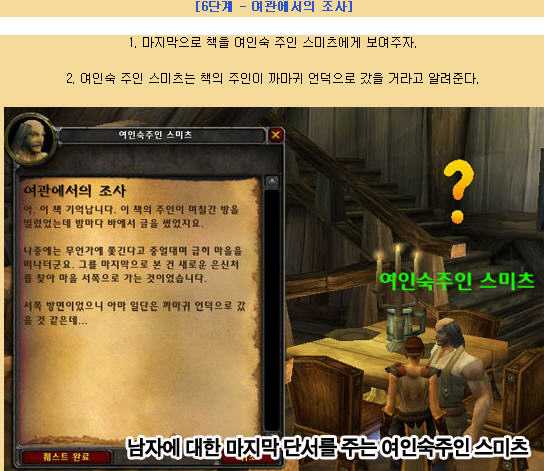 [6단계 - 여관에서의 조사]
1. 마지막으로 책을 여인숙 주인 스미츠에게 보여주자.
2. 여인숙 주인 스미츠는 책의 주인이 까마귀 언덕으로 갔을 거라고 알려준다.
여인숙주인 스미츠
여관에서의 조사
아, 이 책 기억납니다. 이 책의 주인이 며칠간 방을
빌렸었는데 밤마다 바에서 글을 썼었지요.
나중에는 무언가에 쫓긴다고 중얼대며 급히 마을을
떠나더군요. 그를 마지막으로 본 건 새로운 은신처
를 찾아 마을 서쪽으로 가는 것이었습니다.
서쪽 방면이었으니 아마 일단은 까마귀 언덕으로 갔
을 것 같은데...
여인숙주인 스미츠
퀘스트 완료
남자에 대한 마지막 단서를 주는 여인숙주인 스미츠